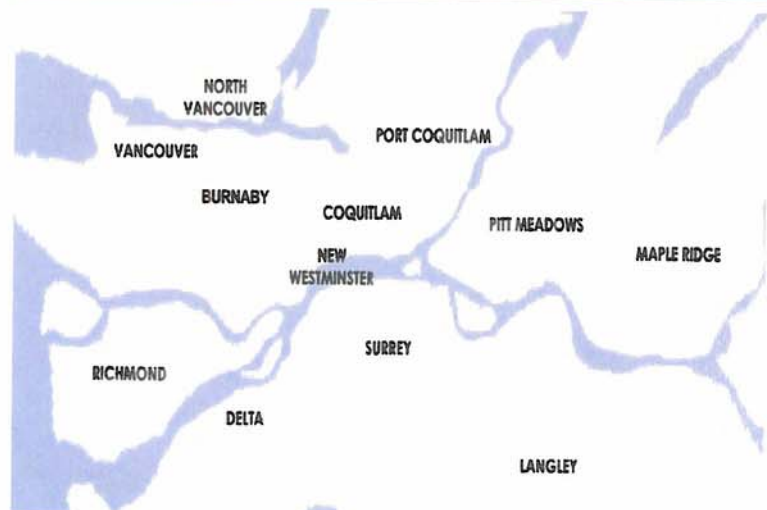 NORTH
VANCOUVER
PORT COQUITLAM
VANCOUVER
BURNABY
COQUITLAM
PITT MEADOWS
NEW
WESTMINSTER
MAPLE RIDGE
SURREY
RICHMOND
DELTA
LANGLEY